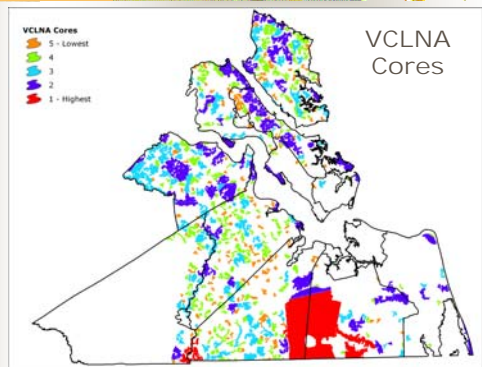 VCLNA Cores
5 - Lowest
4
3
2
1 - Highest
VCLNA
Cores